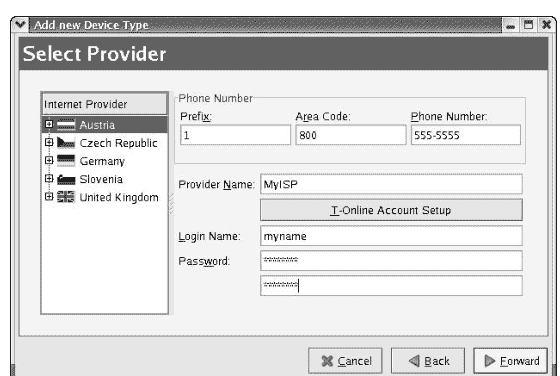 Add new Device Type
Select Provider
Internet Provider
Austria
Czech Republic
Germany
Slovenia
United Kingdom
Phone Number
Prefix: Area Code: Phone Number:
1 800 555-5555
Provider Name: MyISP
T-Online Account Setup
Login Name: myname
Password: ********
********
Cancel Back Forward